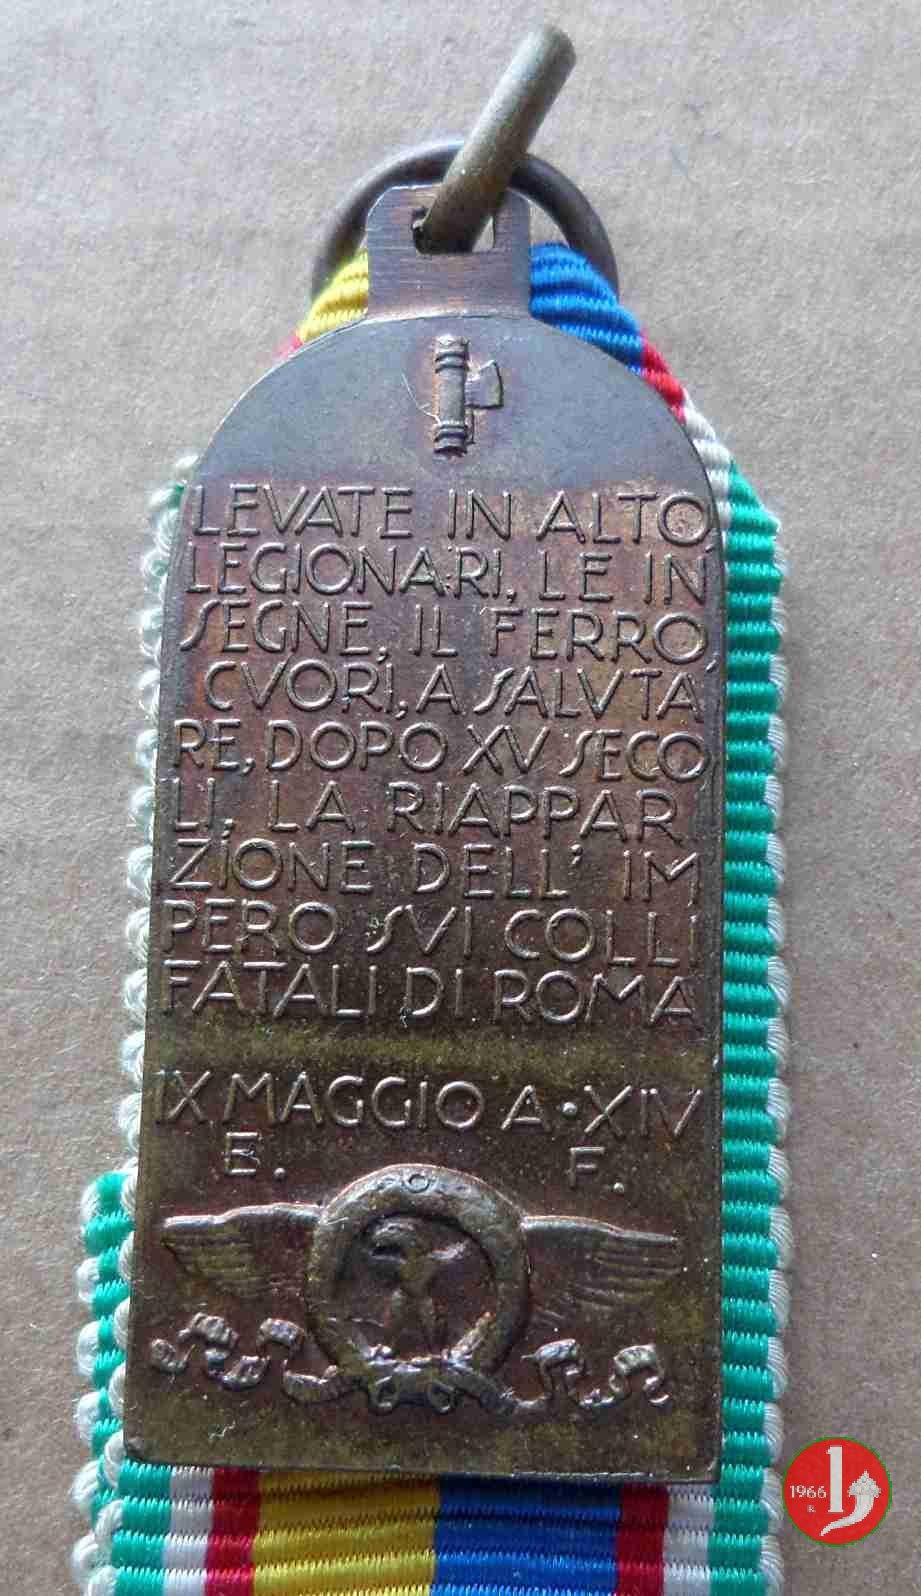 LEVATE IN ALTO,
LEGIONARI, LE IN
SEGNE, IL FERRO,
CVORI, A SALVTA
RE, DOPO XV SECO
LI, LA RIAPPAR
ZIONE DELL' IM
PERO SVI COLLI
FATALI DI ROMA
IX MAGGIO A·XIV
E. F.
1966
R.